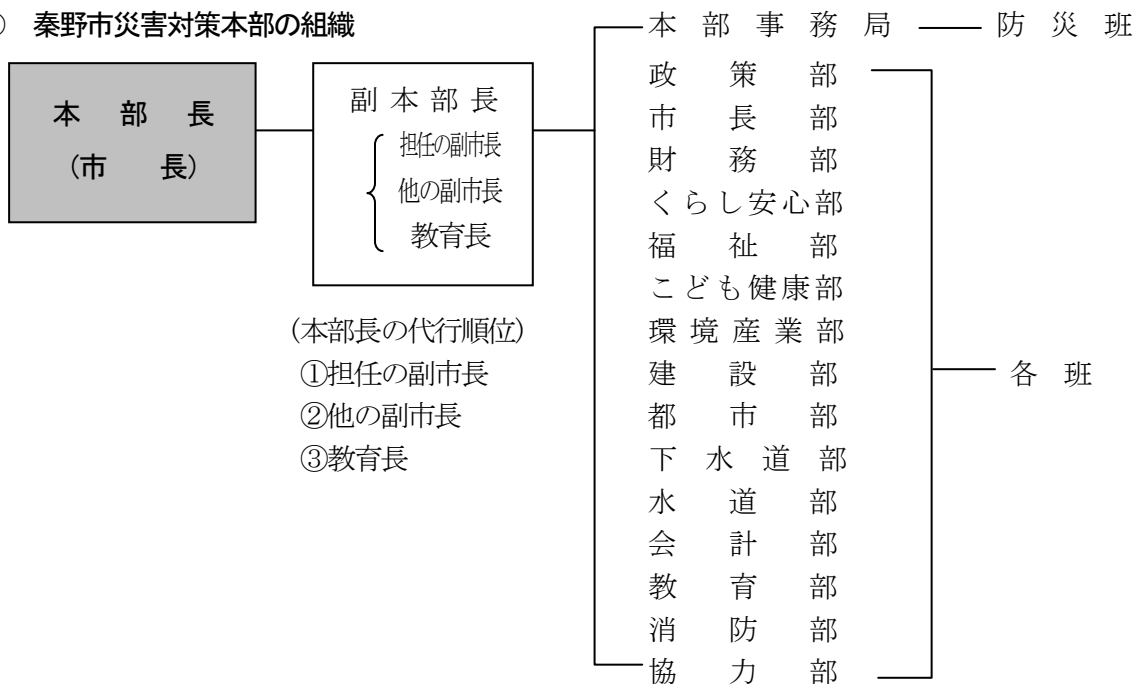 秦野市災害対策本部の組織
本部長
(市長)
副本部長
担任の副市長
他の副市長
教育長
(本部長の代行順位)
①担任の副市長
②他の副市長
③教育長
本部事務局
防災班
政策部
市長部
財務部
くらし安心部
福祉部
こども健康部
環境産業部
建設部
都市部
下水道部
水道部
会計部
教育部
消防部
協力部
各班